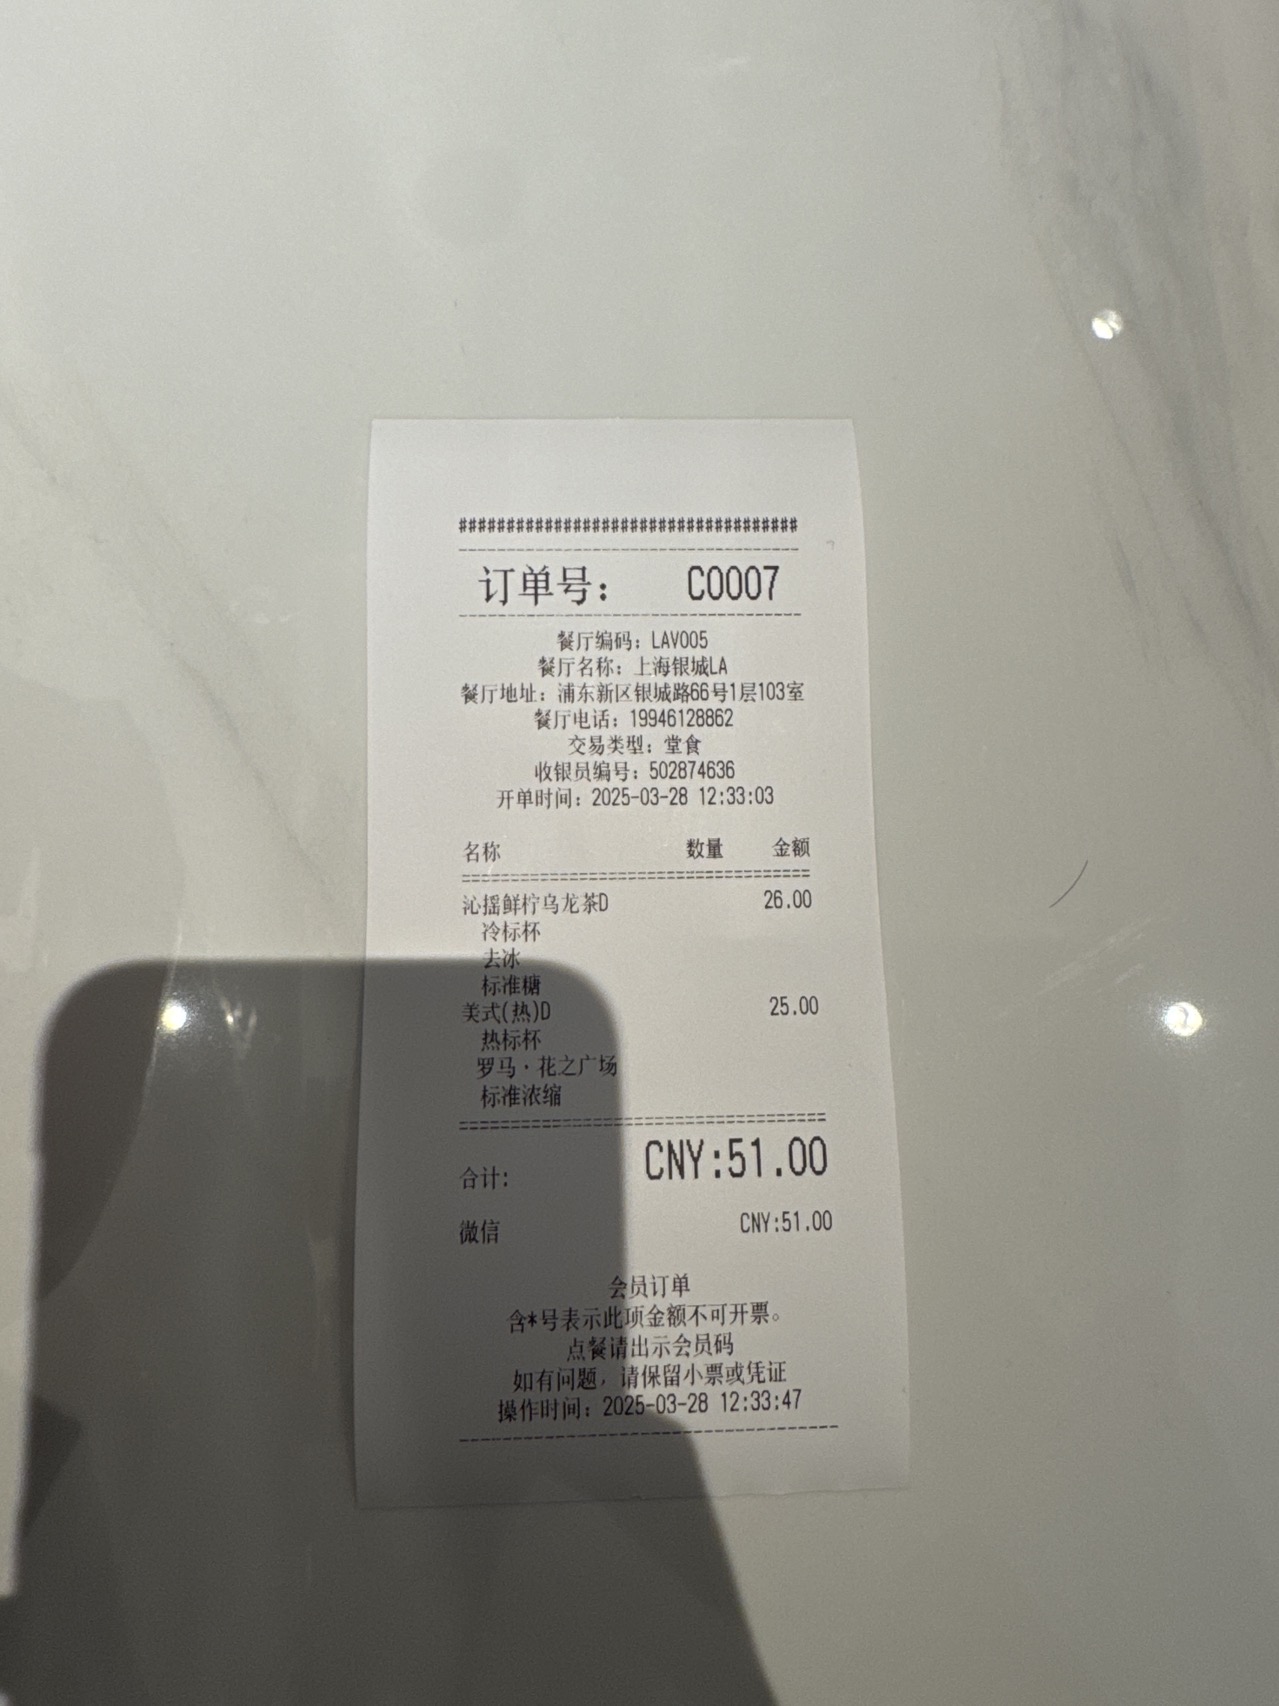 ###################################
订单号： C0007
餐厅编码：LAV005
餐厅名称：上海银城LA
餐厅地址：浦东新区银城路66号1层103室
餐厅电话：19946128862
交易类型：堂食
收银员编号：502874636
开单时间：2025-03-28 12:33:03
名称 数量 金额
沁摇鲜柠乌龙茶D 26.00
冷标杯
去冰
标准糖
美式(热)D 25.00
热标杯
罗马·花之广场
标准浓缩
合计: CNY:51.00
微信 CNY:51.00
会员订单
含*号表示此项金额不可开票。
点餐请出示会员码
如有问题，请保留小票或凭证
操作时间：2025-03-28 12:33:47